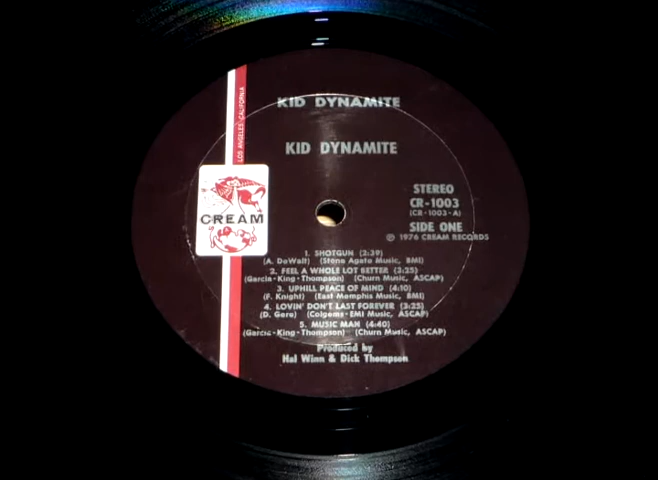 KID DYNAMITE
KID DYNAMITE
LOS ANGELES, CALIFORNIA
CREAM
STEREO
CR-1003
(CR-1003-A)
SIDE ONE
℗ 1976 CREAM RECORDS
1. SHOTGUN (2:39)
(A. DeWalt) (Stone Agate Music, BMI)
2. FEEL A WHOLE LOT BETTER (3:25)
(Garcia-King-Thompson) (Churn Music, ASCAP)
3. UPHILL PEACE OF MIND (4:10)
(F. Knight) (East Memphis Music, BMI)
4. LOVIN' DON'T LAST FOREVER (3:25)
(D. Gere) (Colgems-EMI Music, ASCAP)
5. MUSIC MAN (4:40)
(Garcia-King-Thompson) (Churn Music, ASCAP)
Produced by
Hal Winn & Dick Thompson